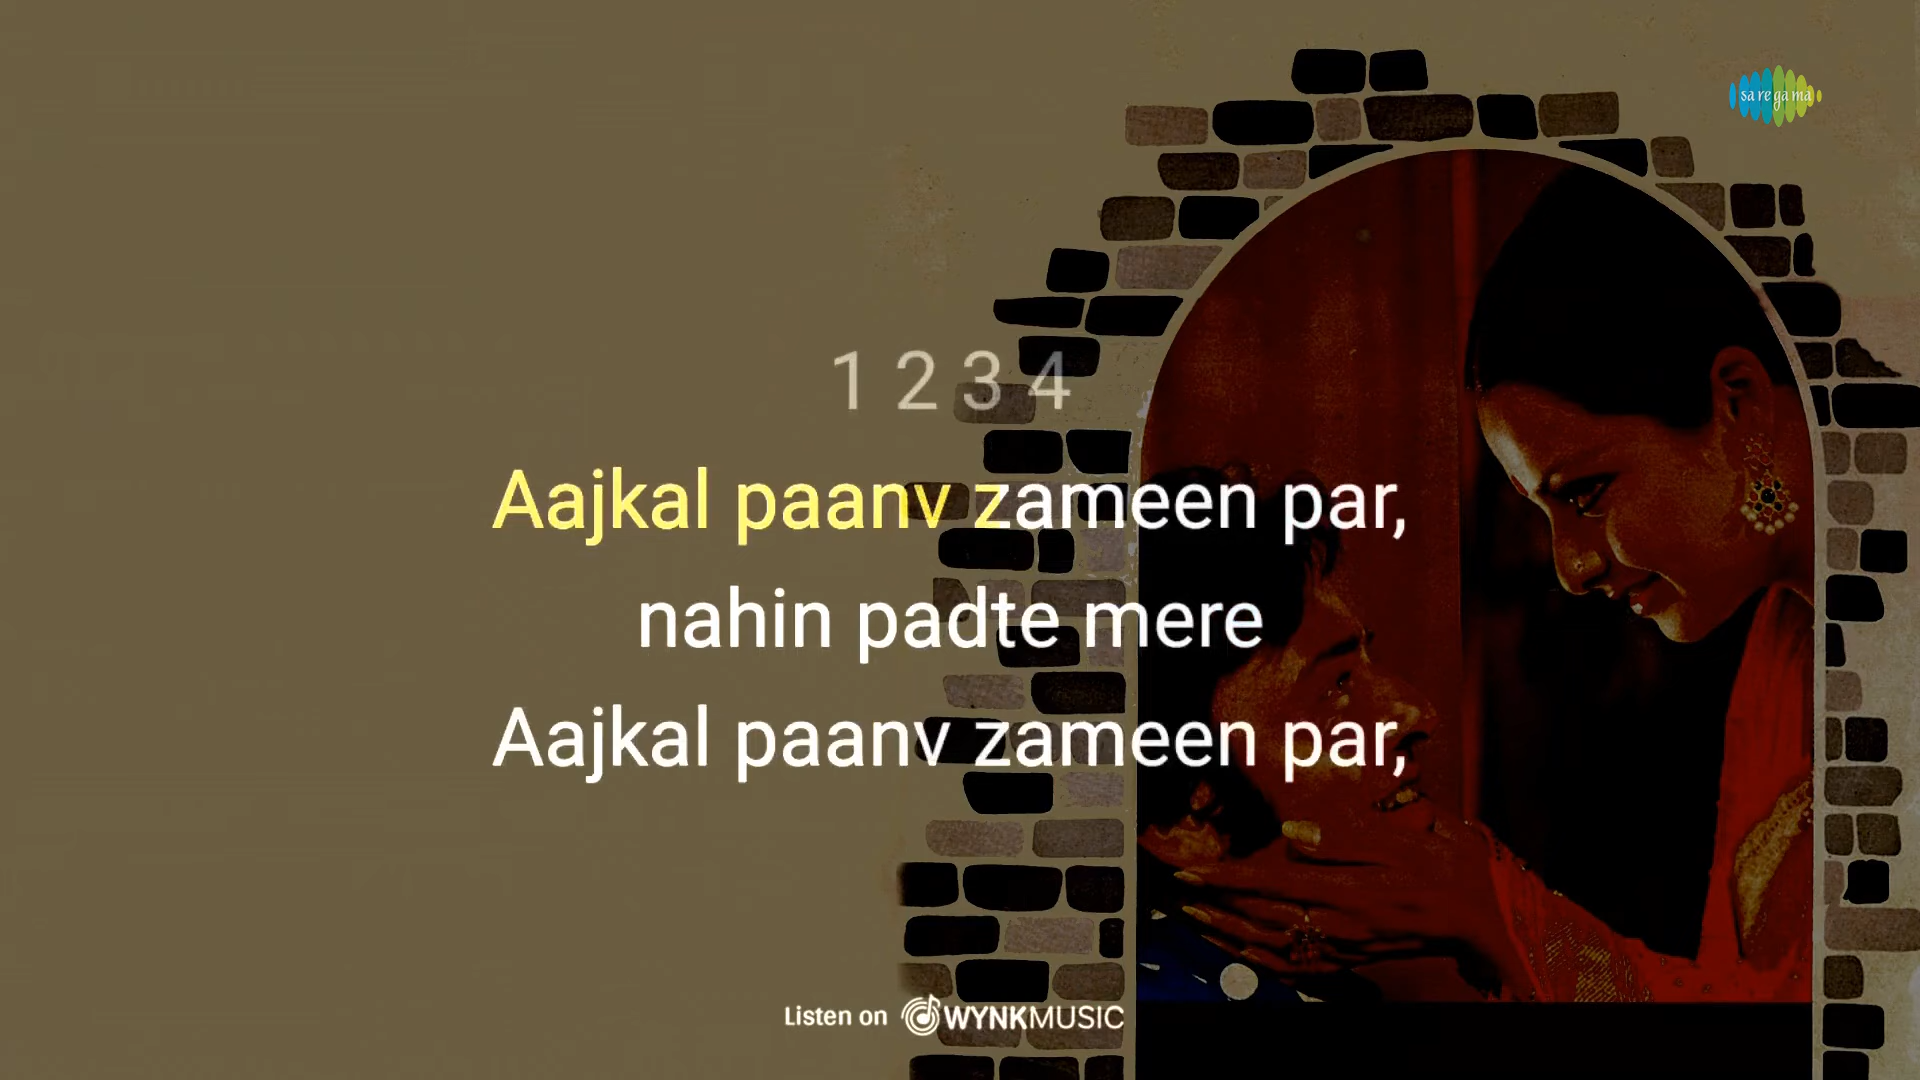 sa re ga ma
1 2 3 4
Aajkal paanv zameen par,
nahin padte mere
Aajkal paanv zameen par,
Listen on WYNKMUSIC